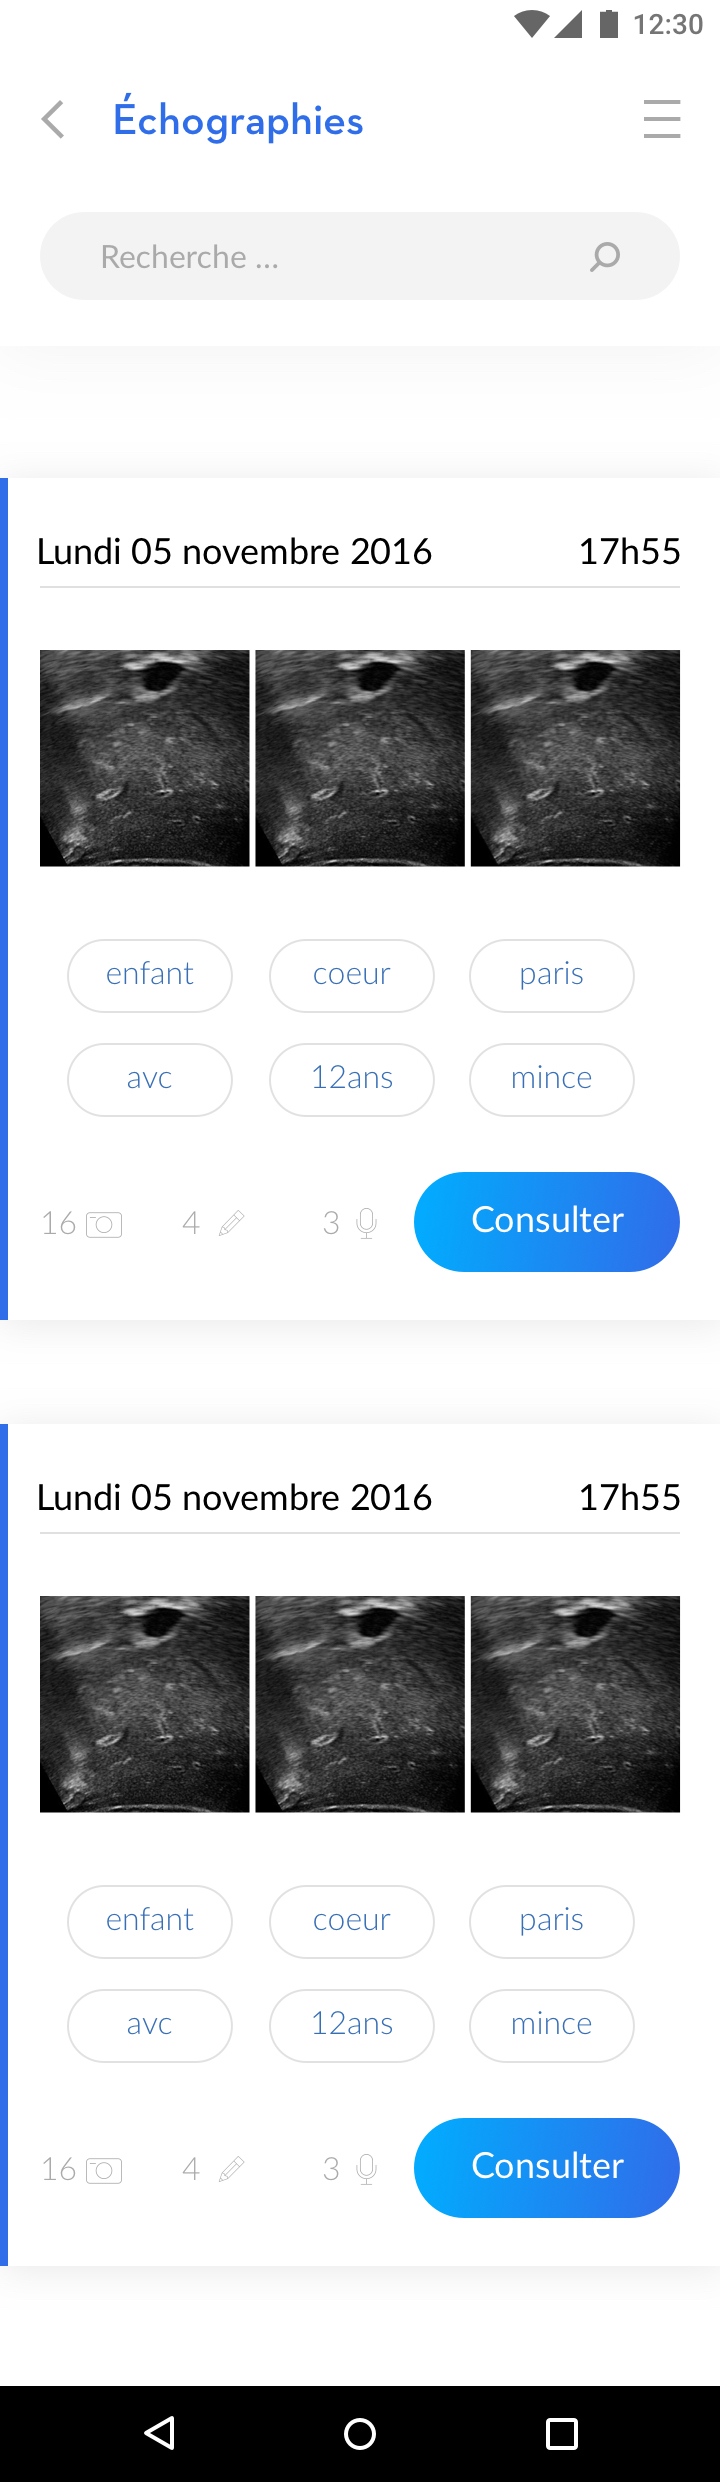 12:30
Échographies
Recherche ...
Lundi 05 novembre 2016 17h55
enfant coeur paris
avc 12ans mince
16 4 3 Consulter
Lundi 05 novembre 2016 17h55
enfant coeur paris
avc 12ans mince
16 4 3 Consulter